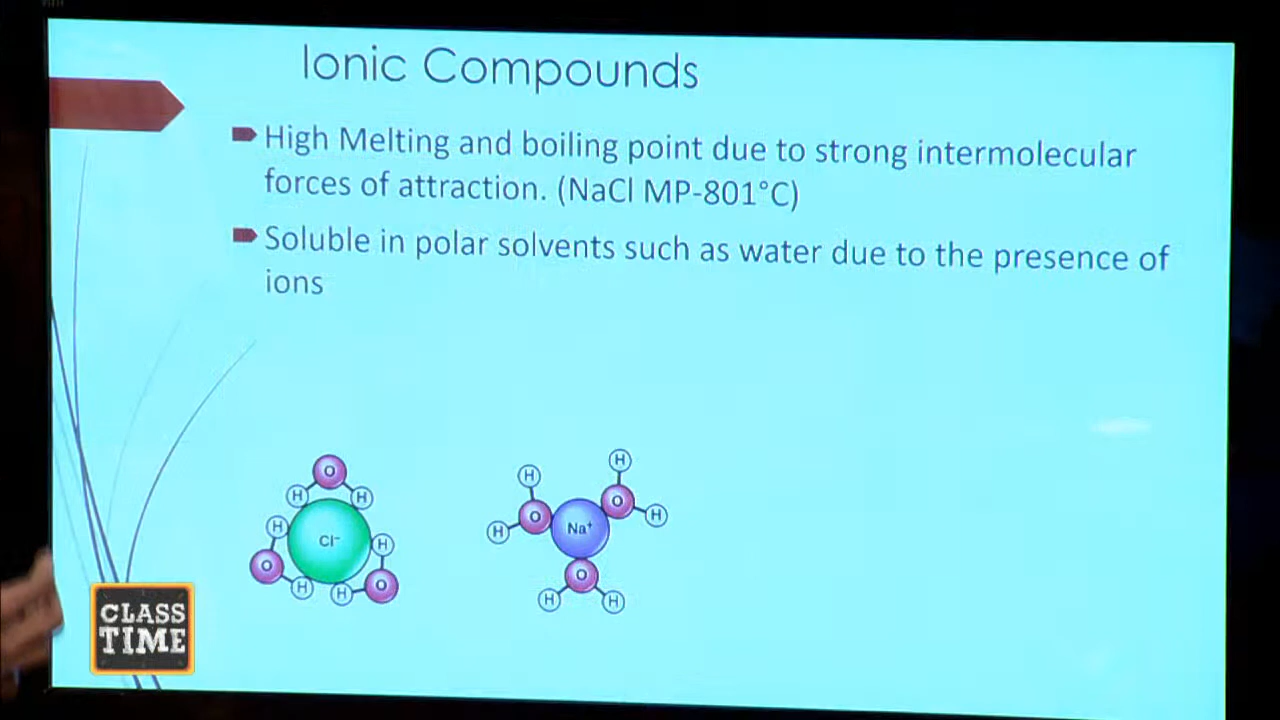 Ionic Compounds
High Melting and boiling point due to strong intermolecular
forces of attraction. (NaCl MP-801°C)
Soluble in polar solvents such as water due to the presence of
ions
O
H H
H
Cl⁻
H
O
H
H
O
H
H
H
O
Na⁺
O
H
H
O
H H
CLASS
TIME